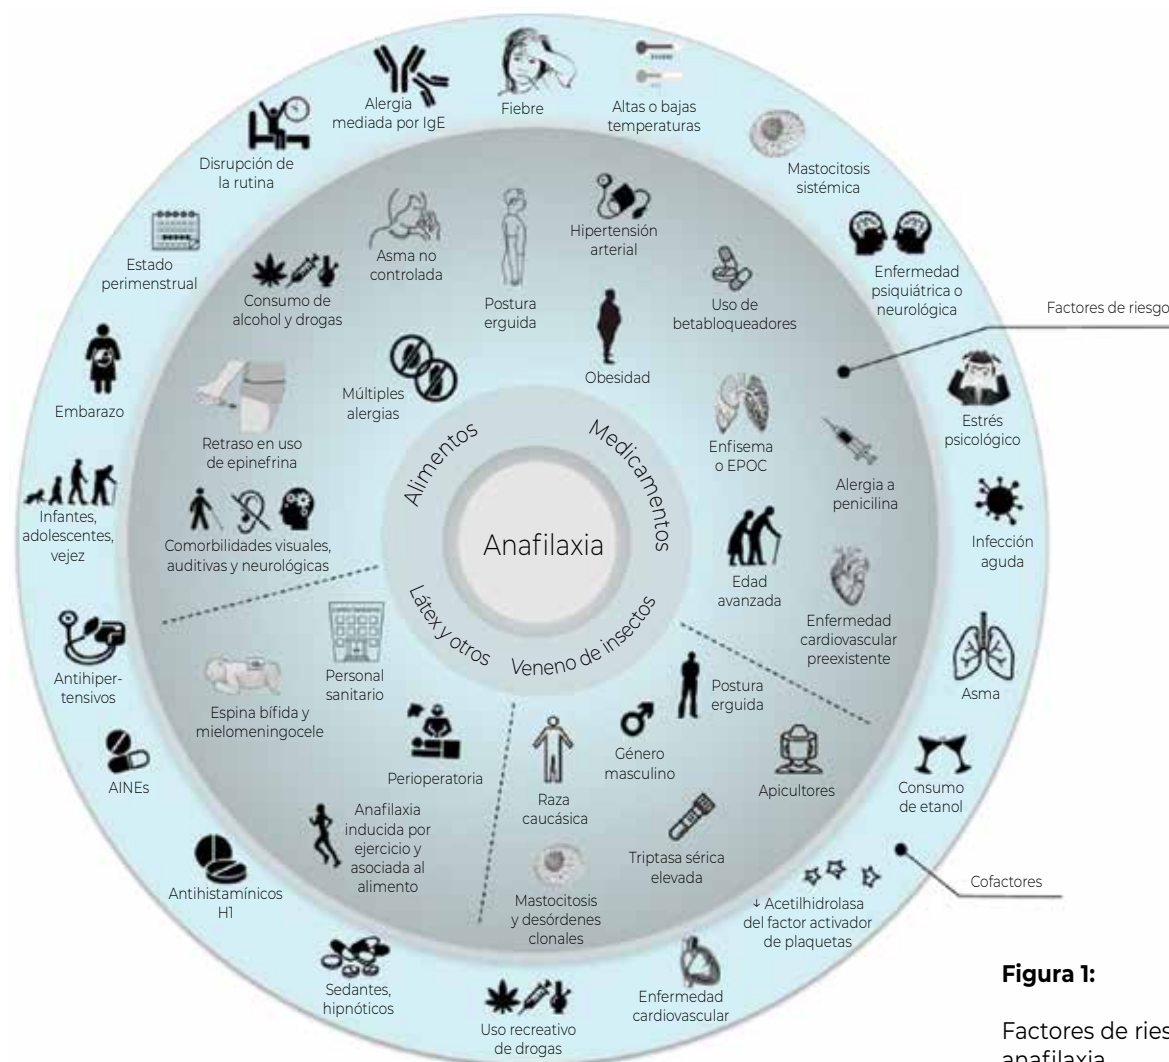 Alergia
mediada por IgE
Fiebre
Altas o bajas
temperaturas
Mastocitosis
sistémica
Enfermedad
psiquiátrica o
neurológica
Factores de riesgo
Estrés
psicológico
Infección
aguda
Asma
Consumo
de etanol
Cofactores
↓ Acetilhidrolasa
del factor activador
de plaquetas
Enfermedad
cardiovascular
Uso recreativo
de drogas
Sedantes,
hipnóticos
Antihistamínicos
H1
AINEs
Antihiper-
tensivos
Infantes,
adolescentes,
vejez
Embarazo
Estado
perimenstrual
Disrupción de
la rutina
Asma no
controlada
Postura
erguida
Hipertensión
arterial
Uso de
betabloqueadores
Consumo de
alcohol y drogas
Obesidad
Múltiples
alergias
Enfisema
o EPOC
Alergia a
penicilina
Retraso en uso
de epinefrina
Comorbilidades visuales,
auditivas y neurológicas
Edad
avanzada
Enfermedad
cardiovascular
preexistente
Alimentos
Medicamentos
Anafilaxia
Látex y otros
Veneno de insectos
Personal
sanitario
Espina bífida y
mielomeningocele
Perioperatoria
Anafilaxia
inducida por
ejercicio y
asociada al
alimento
Postura
erguida
Género
masculino
Raza
caucásica
Apicultores
Triptasa sérica
elevada
Mastocitosis
y desórdenes
clonales
Figura 1:
Factores de
anafilaxia